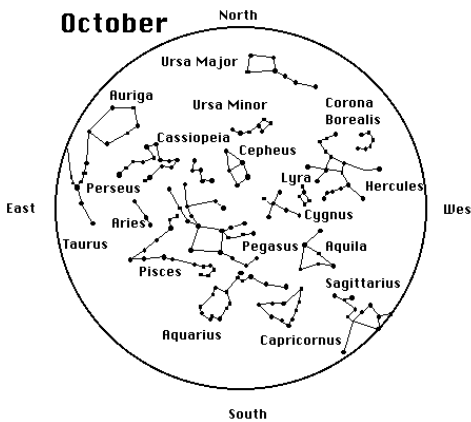 October
North
Ursa Major
Auriga
Ursa Minor
Corona
Borealis
Cassiopeia
Cepheus
Perseus
Lyra
Hercules
East
Aries
Cygnus
Wes
Taurus
Pegasus
Aquila
Pisces
Sagittarius
Aquarius
Capricornus
South